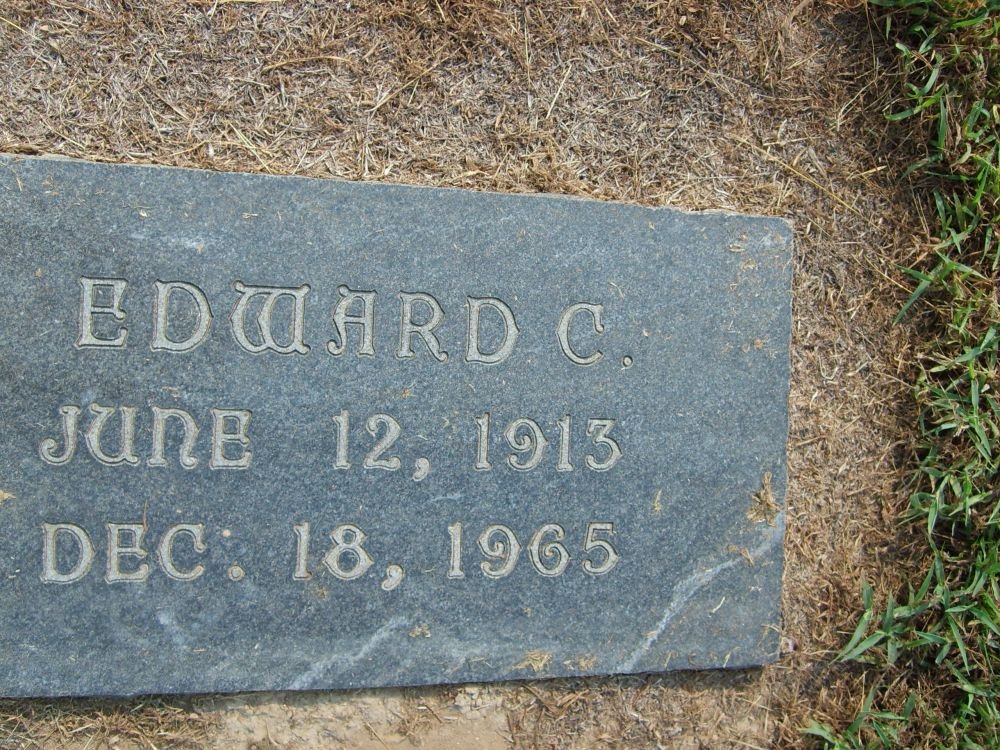 EDWARD C.
JUNE 12, 1913
DEC. 18, 1965